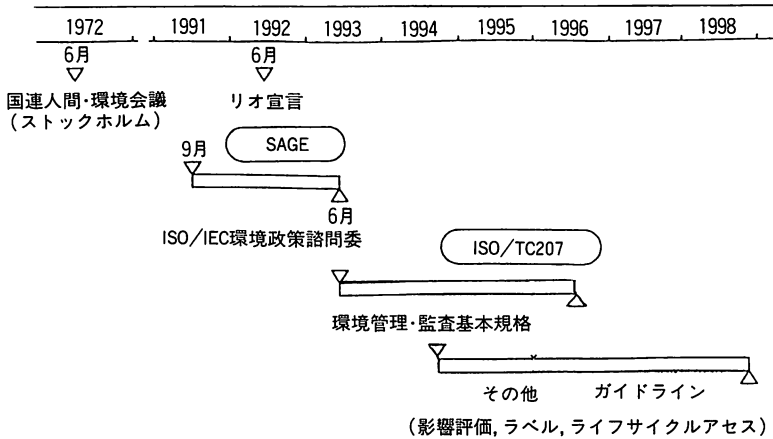 1972 1991 1992 1993 1994 1995 1996 1997 1998
6月 6月
国連人間・環境会議
(ストックホルム)
リオ宣言
SAGE
9月
6月
ISO/IEC環境政策諮問委
ISO/TC207
環境管理・監査基本規格
その他 ガイドライン
(影響評価, ラベル, ライフサイクルアセス)